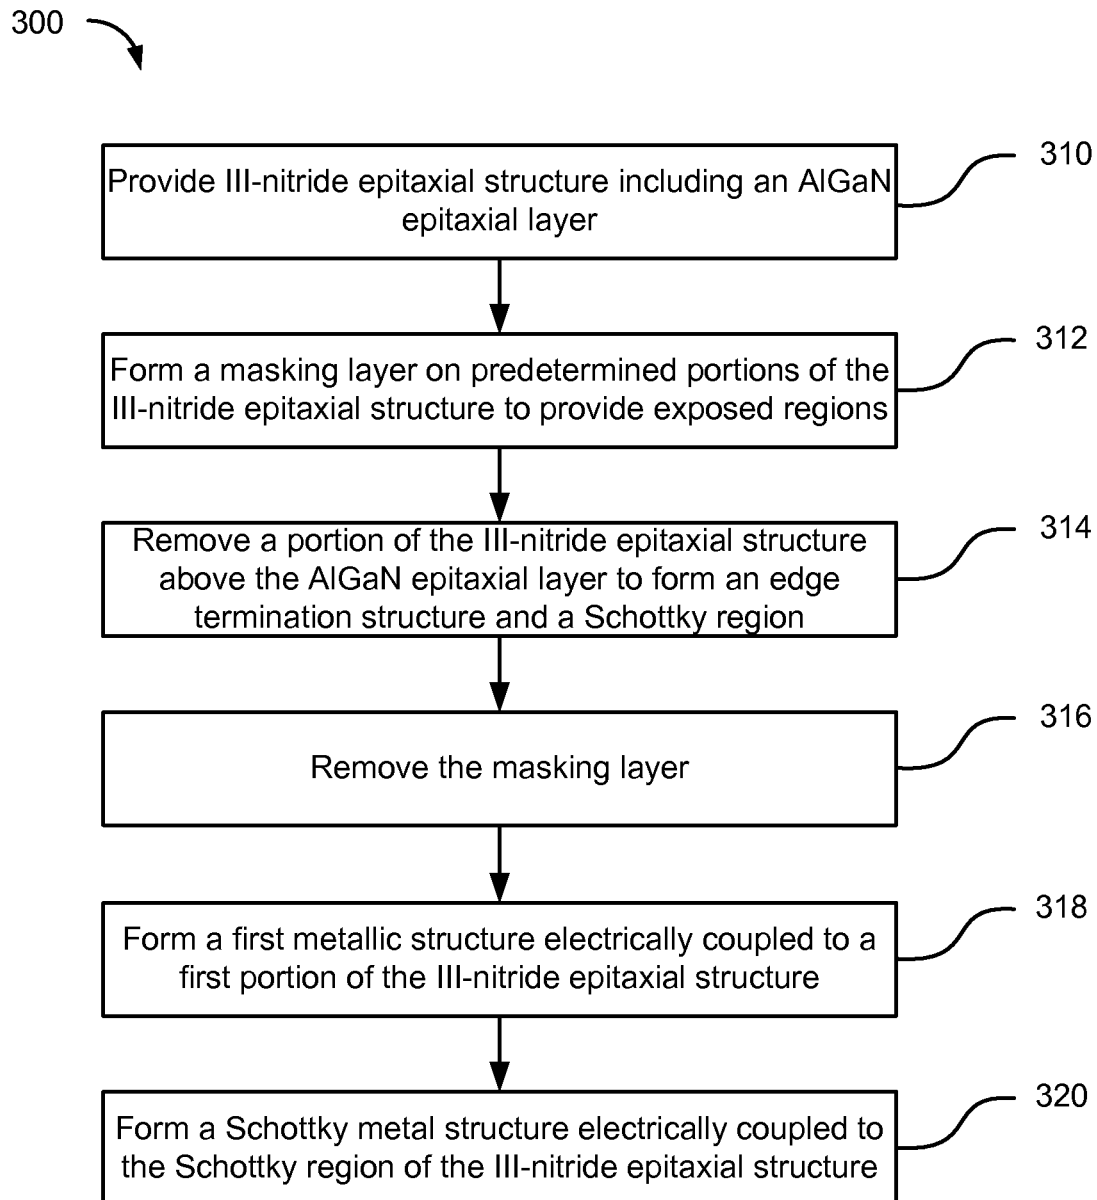 300
310
Provide III-nitride epitaxial structure including an AlGaN
epitaxial layer
312
Form a masking layer on predetermined portions of the
III-nitride epitaxial structure to provide exposed regions
314
Remove a portion of the III-nitride epitaxial structure
above the AlGaN epitaxial layer to form an edge
termination structure and a Schottky region
316
Remove the masking layer
318
Form a first metallic structure electrically coupled to a
first portion of the III-nitride epitaxial structure
320
Form a Schottky metal structure electrically coupled to
the Schottky region of the III-nitride epitaxial structure